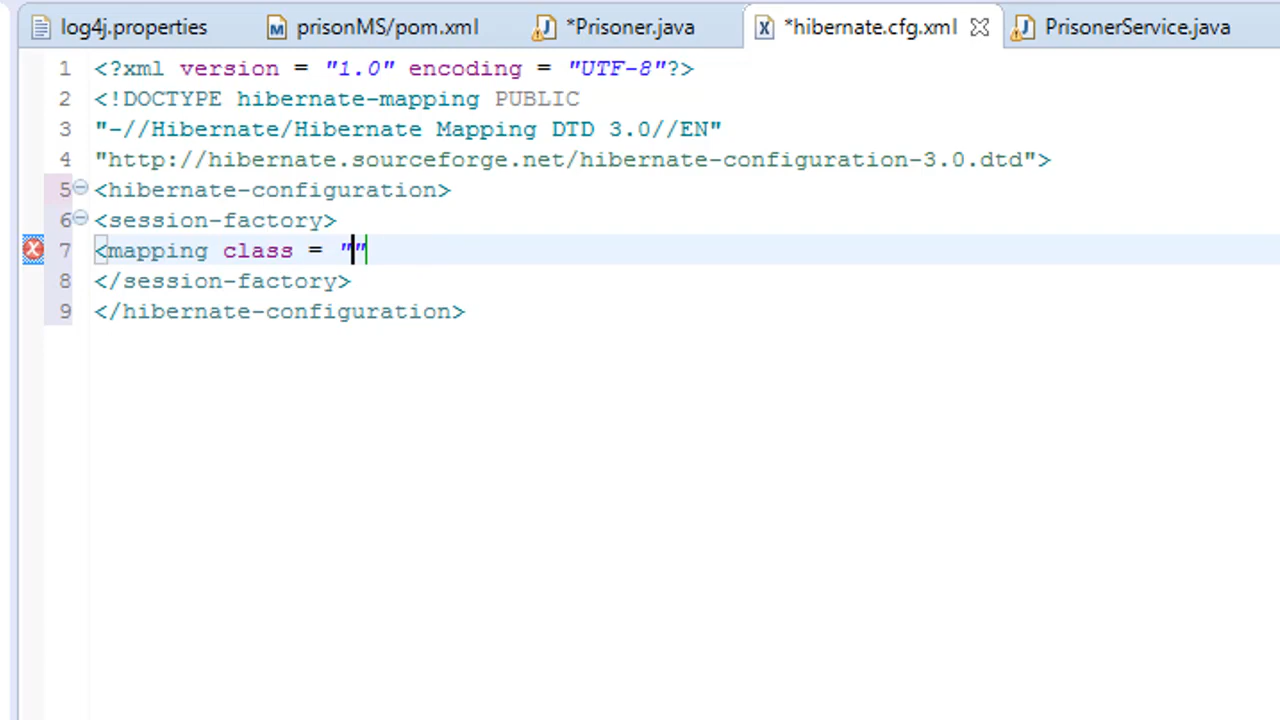 log4j.properties prisonMS/pom.xml *Prisoner.java *hibernate.cfg.xml PrisonerService.java
1 <?xml version = "1.0" encoding = "UTF-8"?>
2 <!DOCTYPE hibernate-mapping PUBLIC
3 "-//Hibernate/Hibernate Mapping DTD 3.0//EN"
4 "http://hibernate.sourceforge.net/hibernate-configuration-3.0.dtd">
5 <hibernate-configuration>
6 <session-factory>
7 <mapping class = ""
8 </session-factory>
9 </hibernate-configuration>